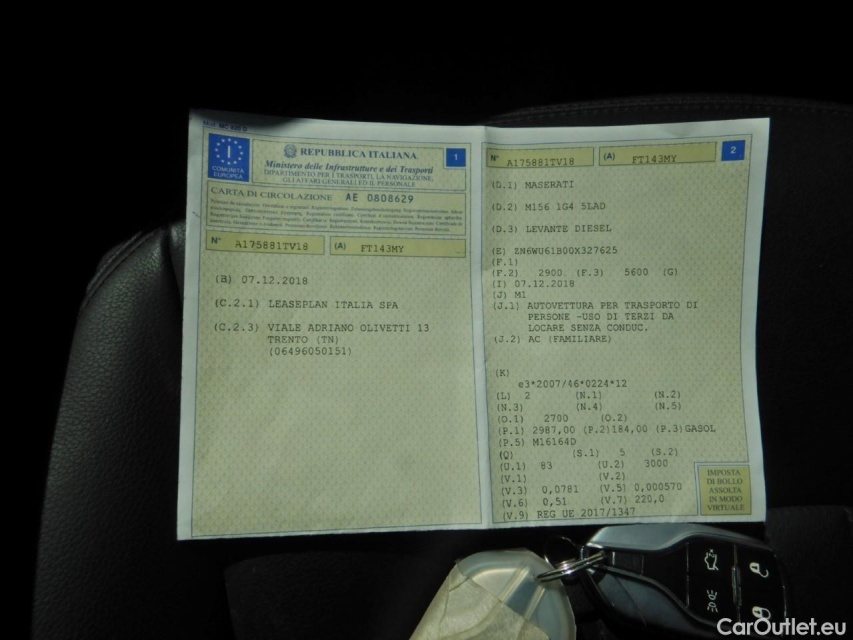 COMUNITÀ
EUROPEA
I
REPUBBLICA ITALIANA
Ministero delle Infrastrutture e dei Trasporti
DIPARTIMENTO PER I TRASPORTI, LA NAVIGAZIONE,
GLI AFFARI GENERALI ED IL PERSONALE
1
CARTA DI CIRCOLAZIONE AE 0808629
N° A175881TV18 (A) FT143MY
(B) 07.12.2018
(C.2.1) LEASEPLAN ITALIA SPA
(C.2.3) VIALE ADRIANO OLIVETTI 13
TRENTO (TN)
(06496050151)
N° A175881TV18 (A) FT143MY 2
(D.1) MASERATI
(D.2) M156 1G4 5LAD
(D.3) LEVANTE DIESEL
(E) ZN6WU61B00X327625
(F.1)
(F.2) 2900 (F.3) 5600 (G)
(I) 07.12.2018
(J) M1
(J.1) AUTOVETTURA PER TRASPORTO DI
PERSONE -USO DI TERZI DA
LOCARE SENZA CONDUC.
(J.2) AC (FAMILIARE)
(K)
e3*2007/46*0224*12
(L) 2 (N.1) (N.2)
(N.3) (N.4) (N.5)
(O.1) 2700 (O.2)
(P.1) 2987,00 (P.2)184,00 (P.3)GASOL
(P.5) M16164D
(Q) (S.1) 5 (S.2)
(U.1) 83 (U.2) 3000
(V.1) (V.2)
(V.3) 0,0781 (V.5) 0,000570
(V.6) 0,51 (V.7) 220,0
(V.9) REG UE 2017/1347
IMPOSTA
DI BOLLO
ASSOLTA
IN MODO
VIRTUALE
CarOutlet.eu